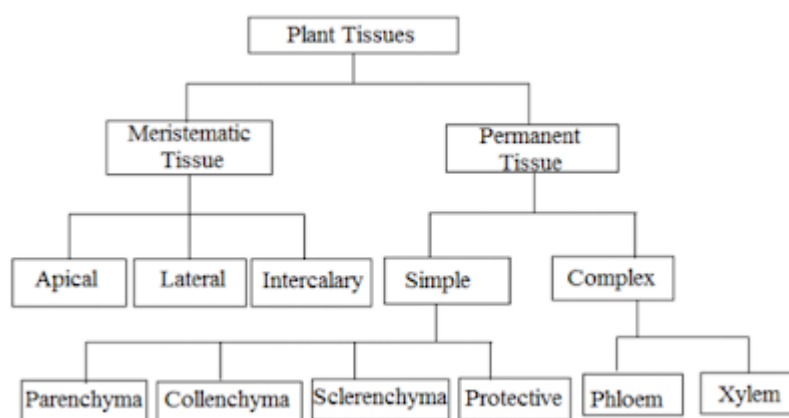 Plant Tissues
Meristematic
Tissue
Permanent
Tissue
Apical
Lateral
Intercalary
Simple
Complex
Parenchyma
Collenchyma
Sclerenchyma
Protective
Phloem
Xylem